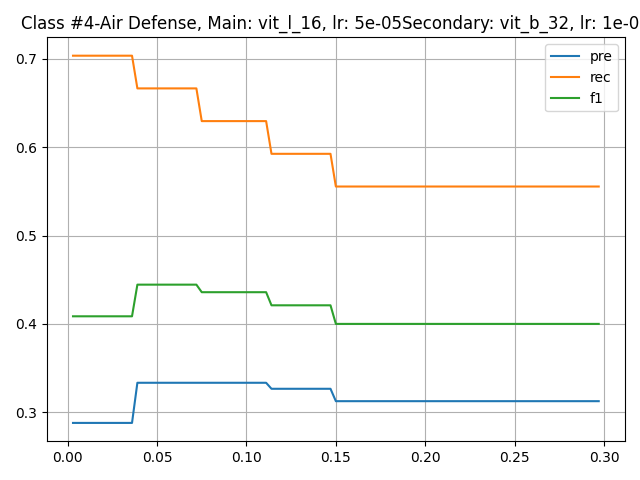 Class #4-Air Defense, Main: vit_l_16, lr: 5e-05Secondary: vit_b_32, lr: 1e-0
0.7
0.6
0.5
0.4
0.3
pre
rec
f1
0.00 0.05 0.10 0.15 0.20 0.25 0.30